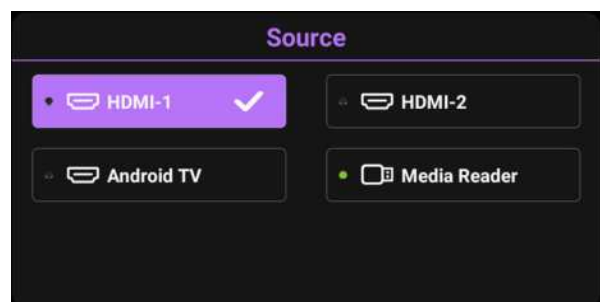 Source
HDMI-1
HDMI-2
Android TV
Media Reader